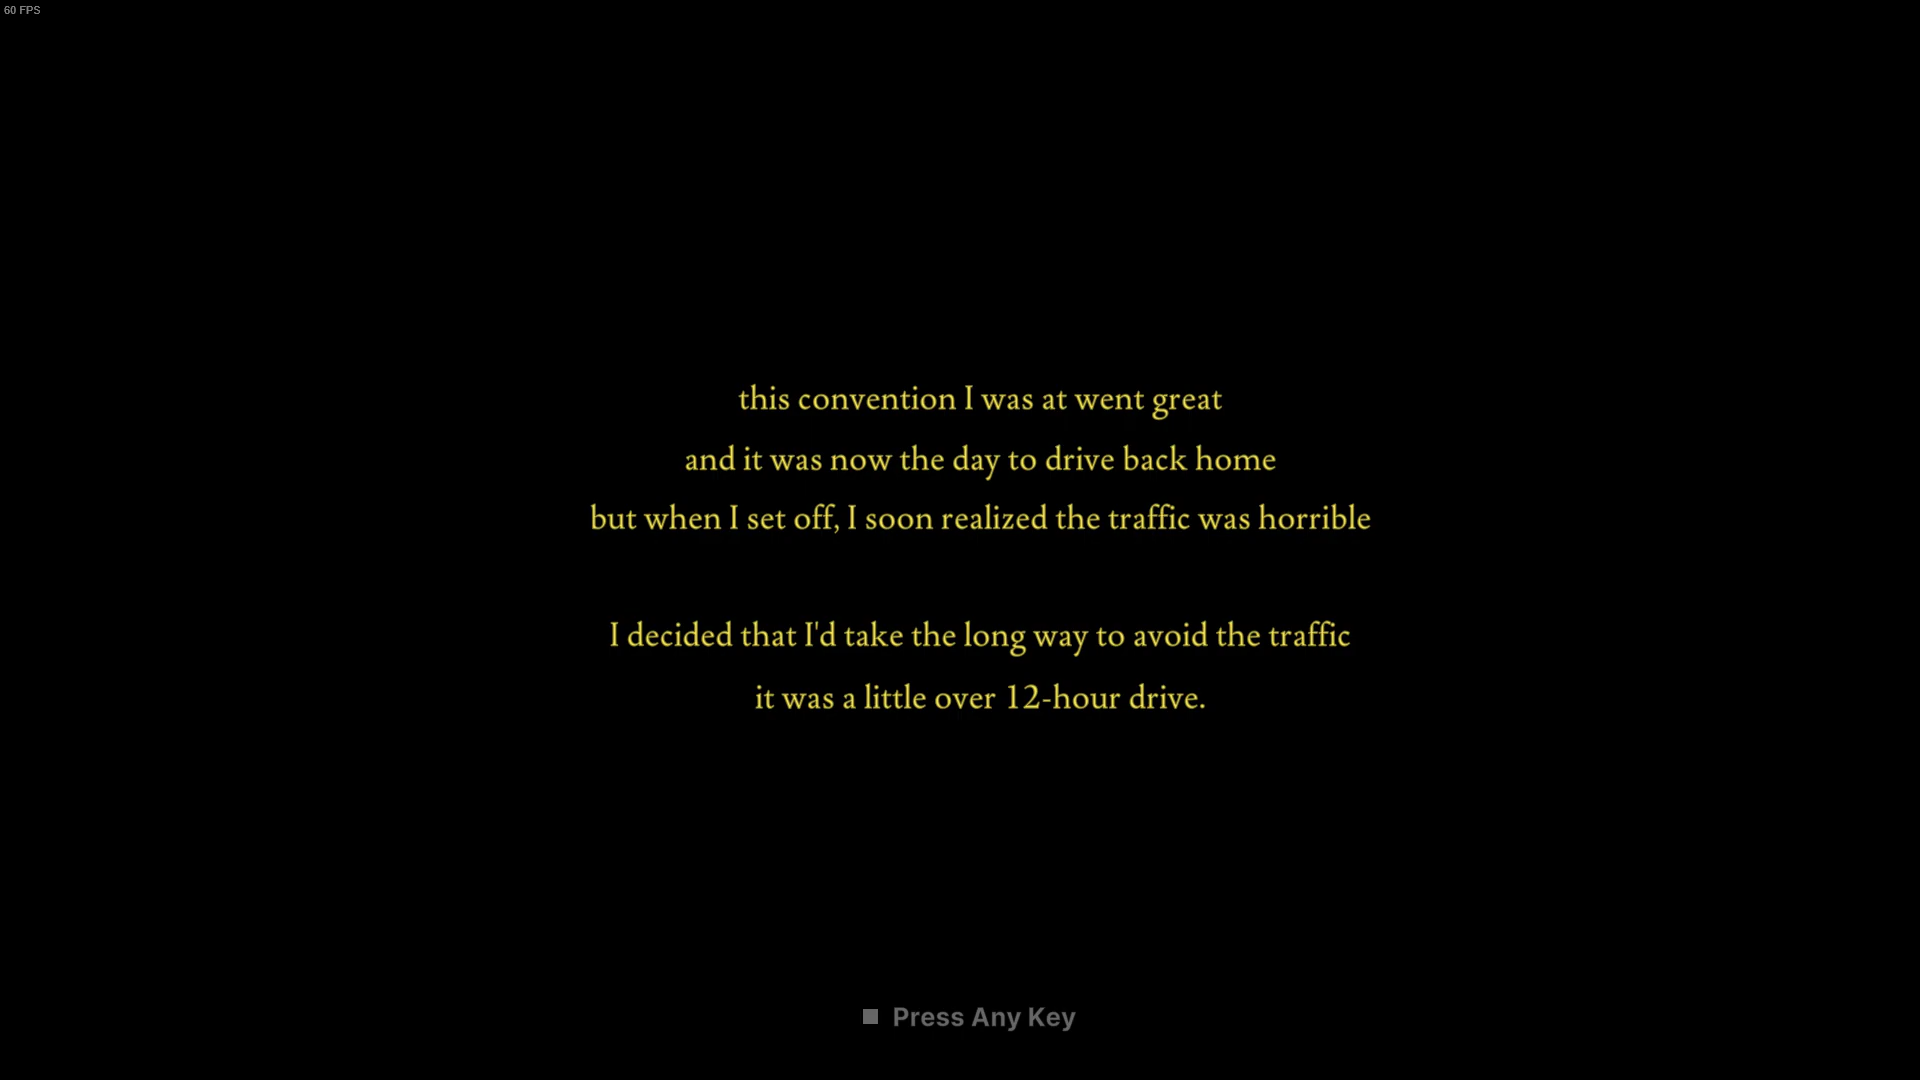 60 FPS
this convention I was at went great
and it was now the day to drive back home
but when I set off, I soon realized the traffic was horrible
I decided that I'd take the long way to avoid the traffic
it was a little over 12-hour drive.
Press Any Key